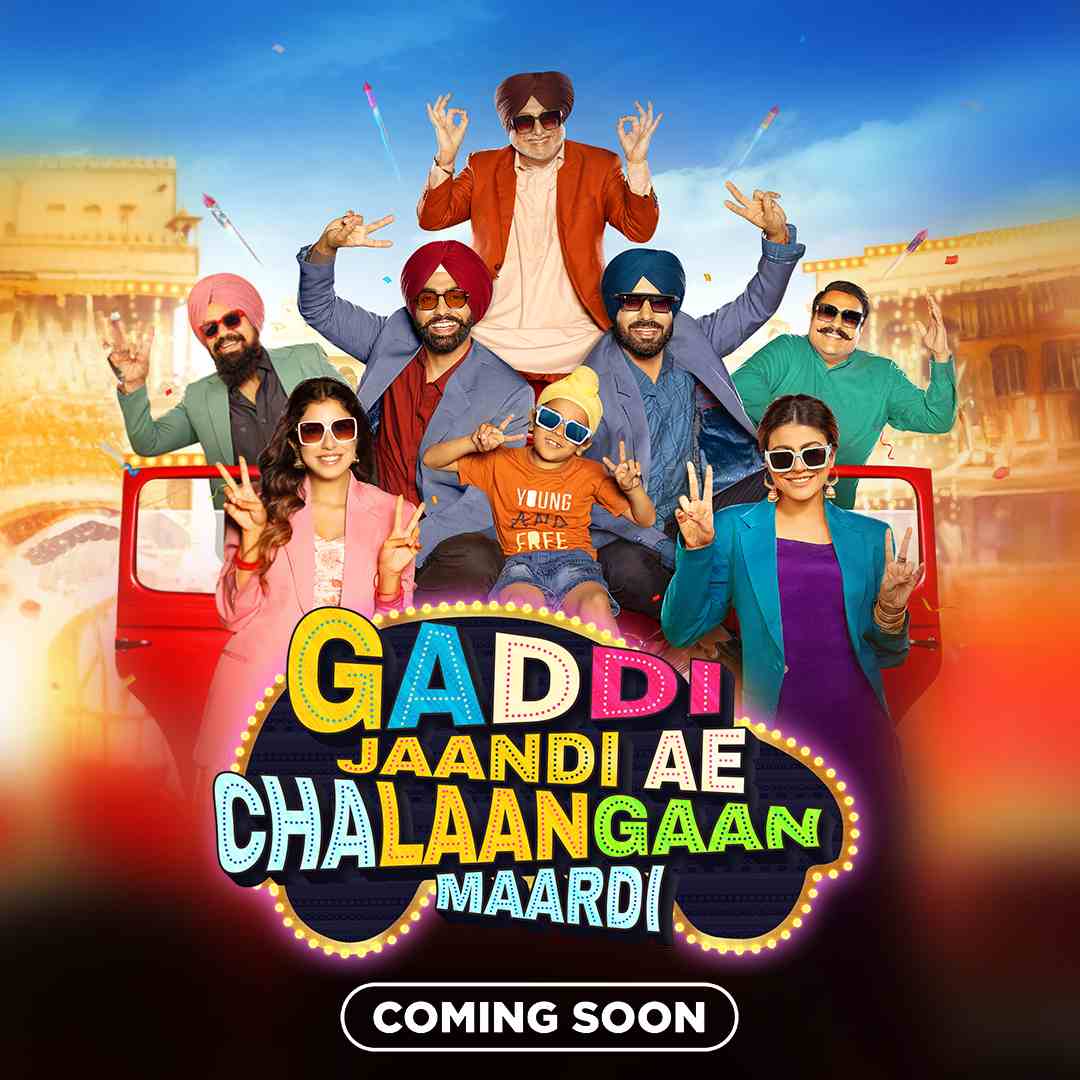 YOUNG
AND
FREE
GADDI
JAANDI AE
CHALAANGAAN
MAARDI
COMING SOON